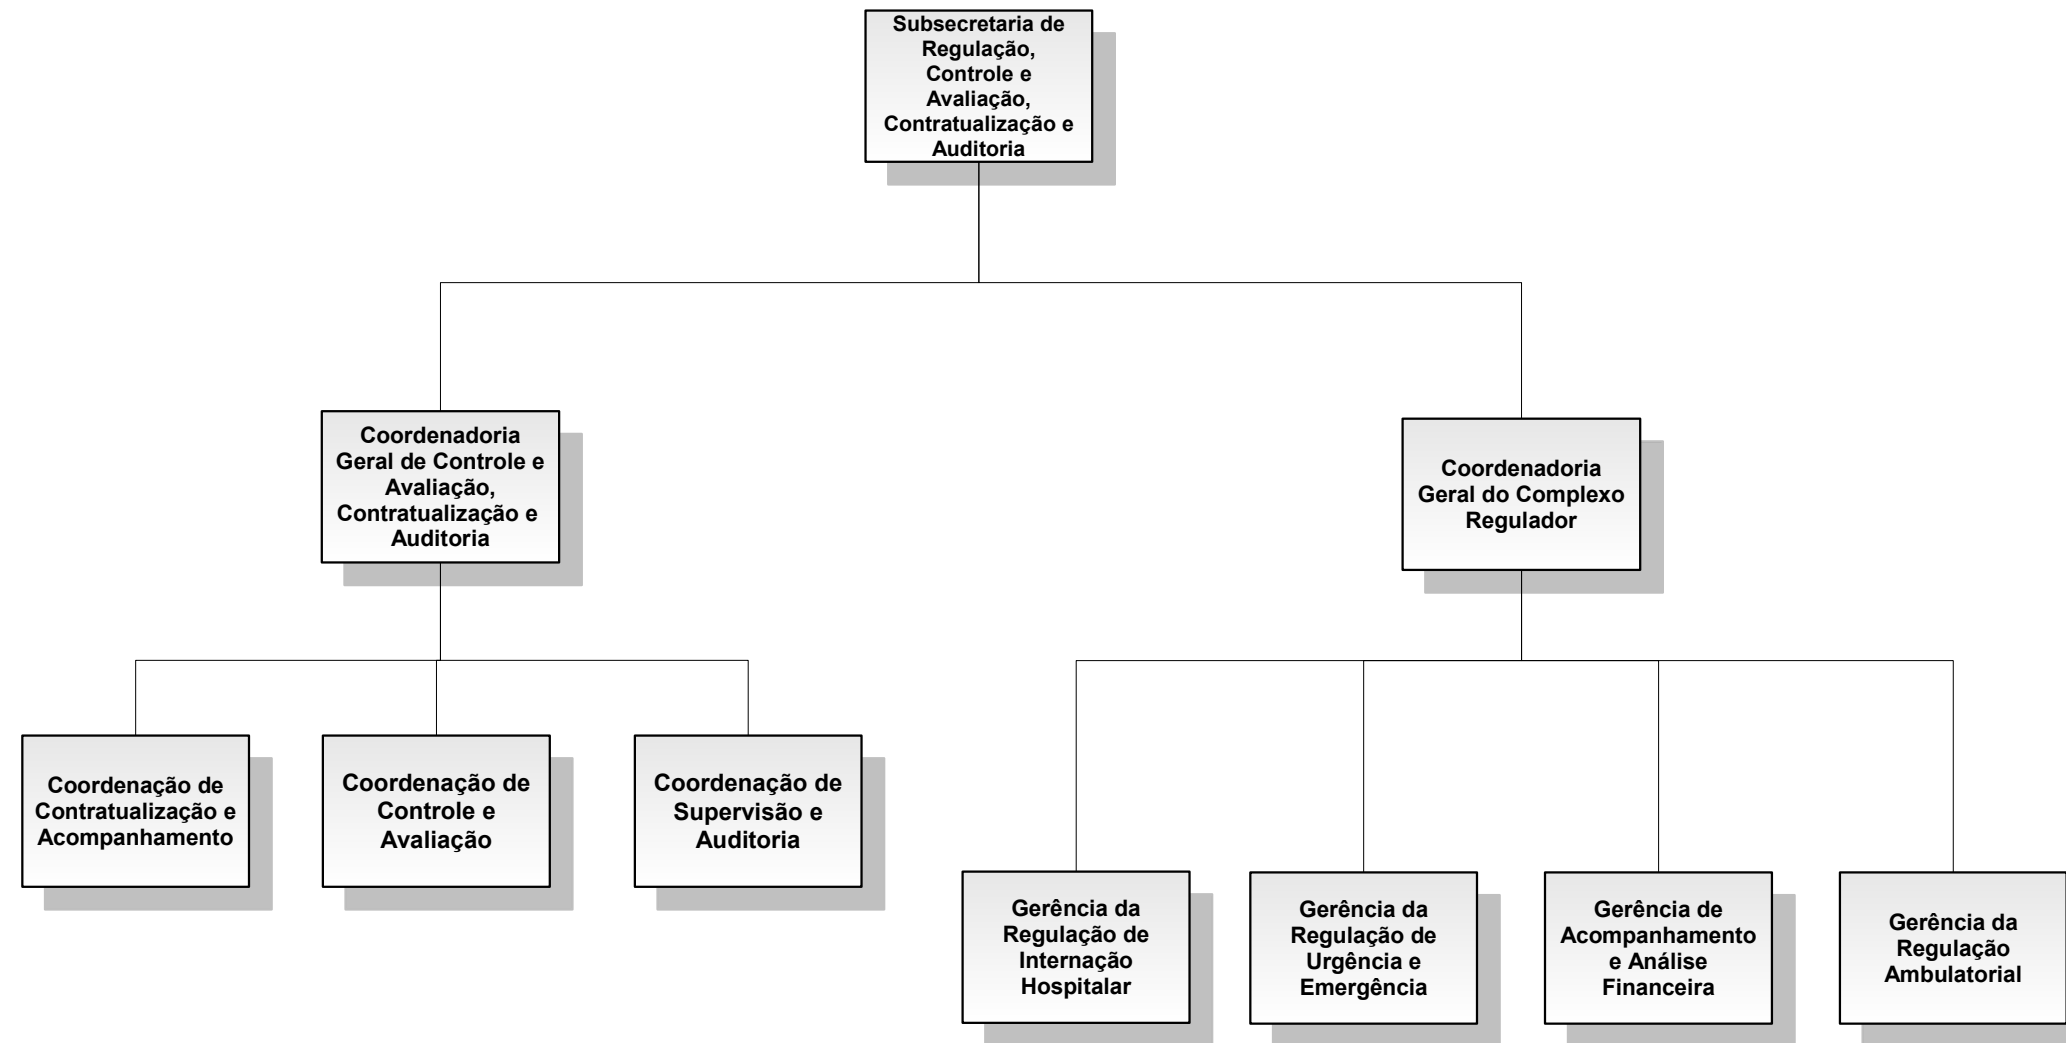 Subsecretaria de
Regulação,
Controle e
Avaliação,
Contratualização e
Auditoria
Coordenadoria
Geral de Controle e
Avaliação,
Contratualização e
Auditoria
Coordenadoria
Geral do Complexo
Regulador
Coordenação de
Contratualização e
Acompanhamento
Coordenação de
Controle e
Avaliação
Coordenação de
Supervisão e
Auditoria
Gerência da
Regulação de
Internação
Hospitalar
Gerência da
Regulação de
Urgência e
Emergência
Gerência de
Acompanhamento
e Análise
Financeira
Gerência da
Regulação
Ambulatorial